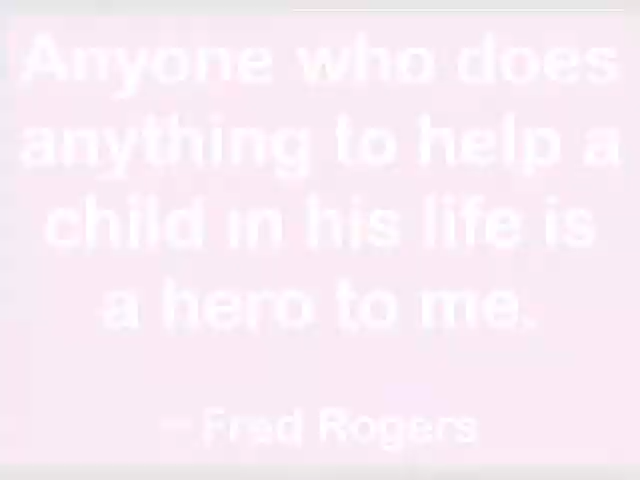 Anyone who does
anything to help a
child in his life is
a hero to me.
– Fred Rogers